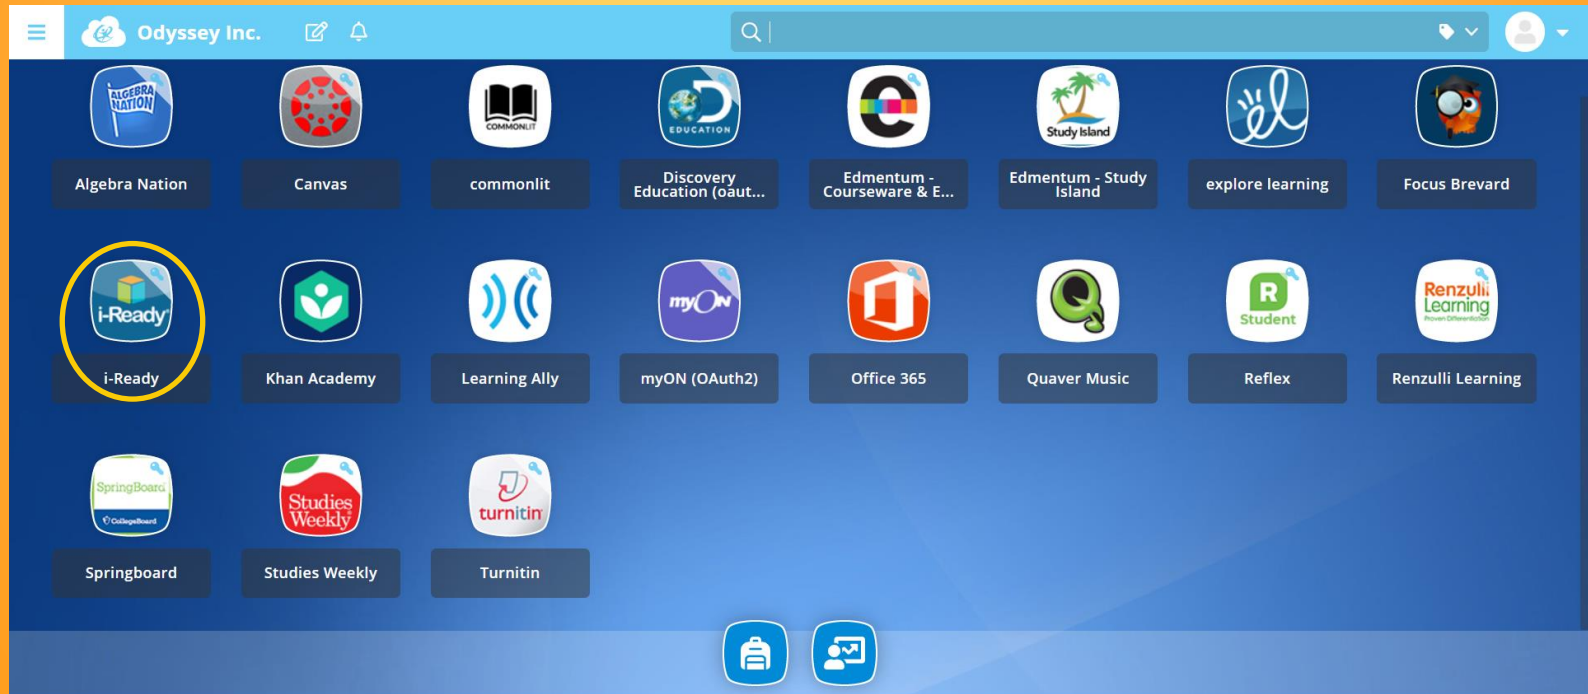 Odyssey Inc.
ALGEBRA
NATION
COMMONLIT
EDUCATION
Study Island
Algebra Nation
Canvas
commonlit
Discovery
Education (oaut...
Edmentum -
Courseware & E...
Edmentum - Study
Island
explore learning
Focus Brevard
i-Ready
myON
R
Student
Renzulli
Learning
Proven Differentiation
i-Ready
Khan Academy
Learning Ally
myON (OAuth2)
Office 365
Quaver Music
Reflex
Renzulli Learning
SpringBoard
CollegeBoard
Studies
Weekly
turnitin
Springboard
Studies Weekly
Turnitin